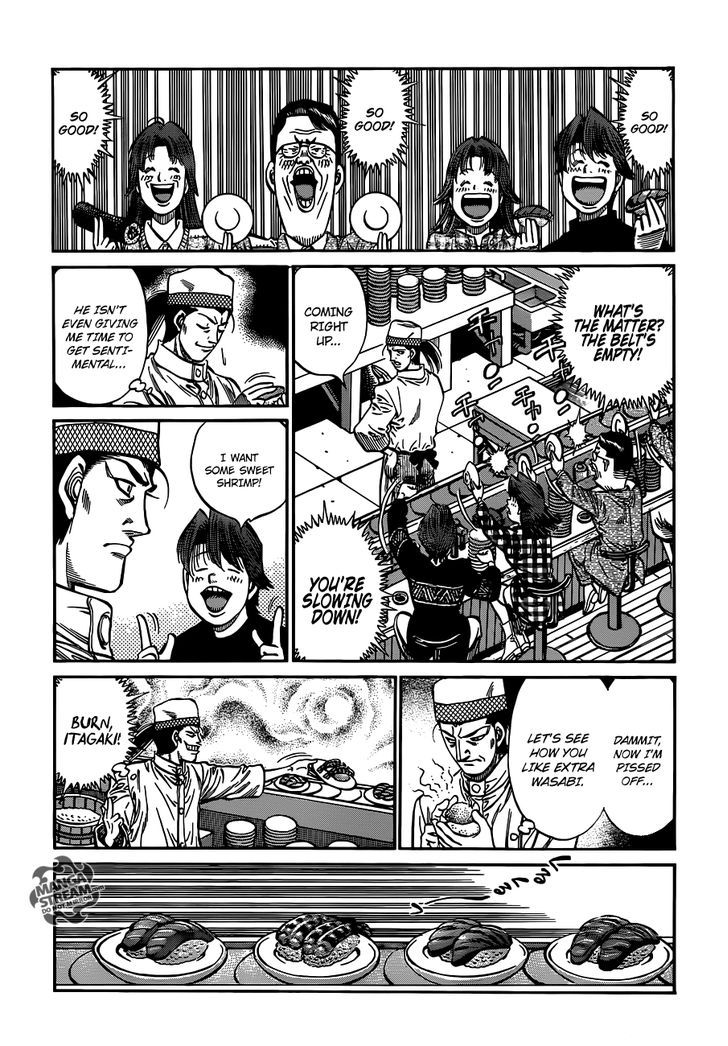 SO
GOOD!
SO
GOOD!
SO
GOOD!
WHAT'S
THE MATTER?
THE BELT'S
EMPTY!
COMING
RIGHT
UP...
YOU'RE
SLOWING
DOWN!
HE ISN'T
EVEN GIVING
ME TIME TO
GET SENTI-
MENTAL...
I WANT
SOME SWEET
SHRIMP!
DAMMIT,
NOW I'M
PISSED
OFF...
LET'S SEE
HOW YOU
LIKE EXTRA
WASABI.
BURN,
ITAGAKI!
MANGA
STREAM